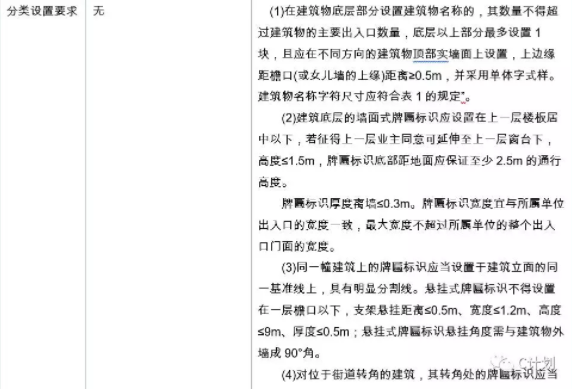 分类设置要求
无
(1)在建筑物底层部分设置建筑物名称的，其数量不得超
过建筑物的主要出入口数量，底层以上部分最多设置 1
块，且应在不同方向的建筑物顶部实墙面上设置，上边缘
距檐口(或女儿墙的上缘)距离≥0.5m，并采用单体字式样。
建筑物名称字符尺寸应符合表 1 的规定”。
(2)建筑底层的墙面式牌匾标识应设置在上一层楼板居
中以下，若征得上一层业主同意可延伸至上一层窗台下，
高度≤1.5m，牌匾标识底部距地面应保证至少 2.5m 的通行
高度。
牌匾标识厚度离墙≤0.3m。牌匾标识宽度宜与所属单位
出入口的宽度一致，最大宽度不超过所属单位的整个出入
口门面的宽度。
(3)同一幢建筑上的牌匾标识应当设置于建筑立面的同
一基准线上，具有明显分割线。悬挂式牌匾标识不得设置
在一层檐口以下，支架悬挂距离≤0.5m、宽度≤1.2m、高度
≤9m、厚度≤0.5m；悬挂式牌匾标识悬挂角度需与建筑物外
墙成 90°角。
C计划
(4)对位于街道转角的建筑，其转角处的牌匾标识应当